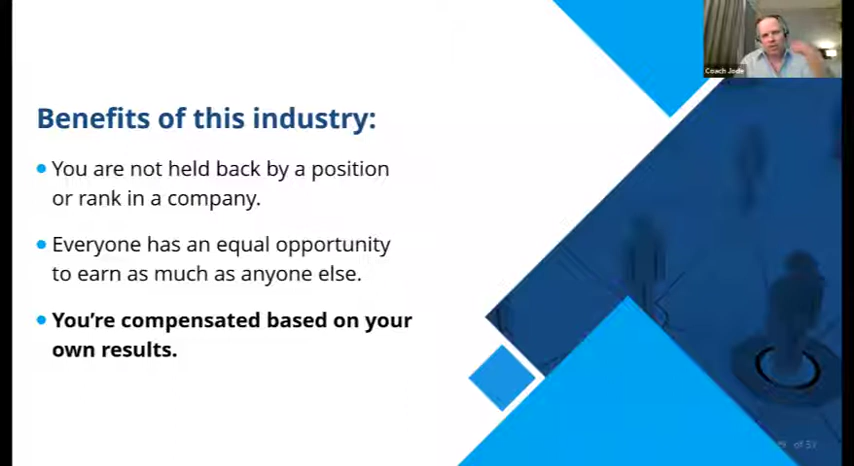 Coach Jode
Benefits of this industry:
You are not held back by a position
or rank in a company.
Everyone has an equal opportunity
to earn as much as anyone else.
You’re compensated based on your
own results.